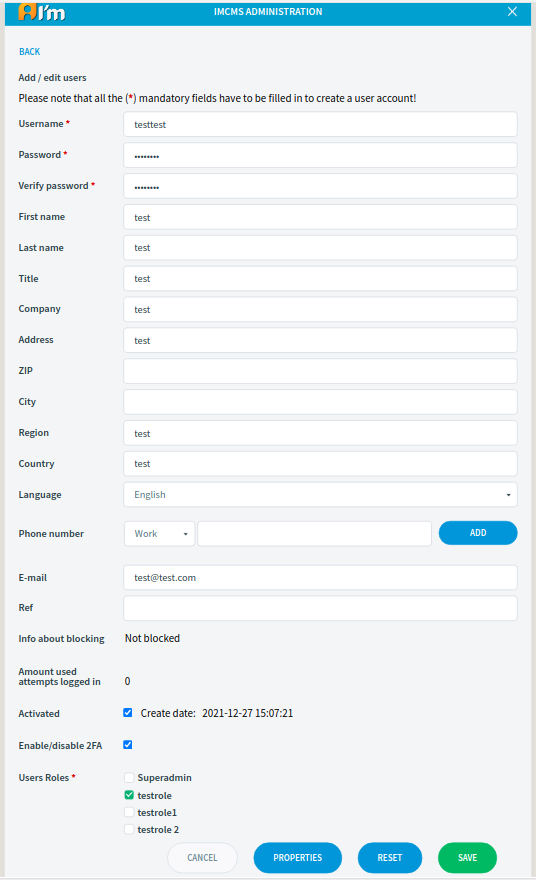 I'm
IMCMS ADMINISTRATION
BACK
Add / edit users
Please note that all the (*) mandatory fields have to be filled in to create a user account!
Username * testtest
Password * ••••••••
Verify password * ••••••••
First name test
Last name test
Title test
Company test
Address test
ZIP
City
Region test
Country test
Language English
Phone number Work ADD
E-mail test@test.com
Ref
Info about blocking Not blocked
Amount used
attempts logged in 0
Activated Create date: 2021-12-27 15:07:21
Enable/disable 2FA
Users Roles * Superadmin
testrole
testrole1
testrole 2
CANCEL PROPERTIES RESET SAVE